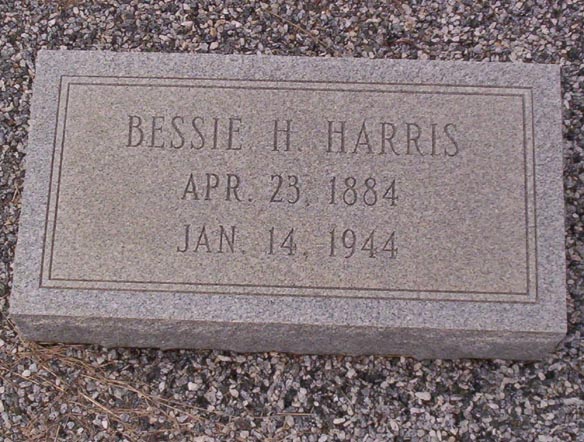 BESSIE H. HARRIS
APR. 23, 1884
JAN. 14, 1944